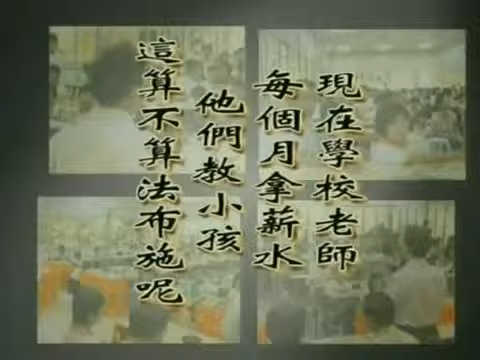 現在學校老師
每個月拿薪水
他們教小孩
這算不算法布施呢